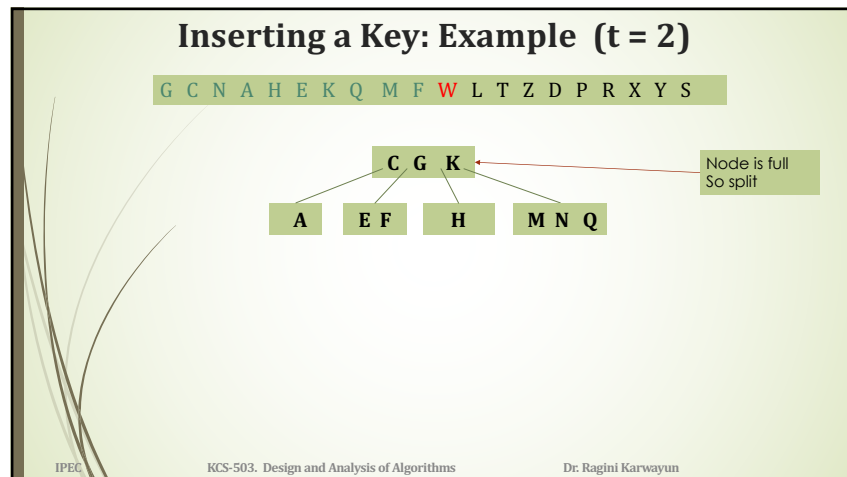 Inserting a Key: Example (t = 2)
G C N A H E K Q M F W L T Z D P R X Y S
C G K
Node is full
So split
A E F H M N Q
IPEC KCS-503. Design and Analysis of Algorithms Dr. Ragini Karwayun